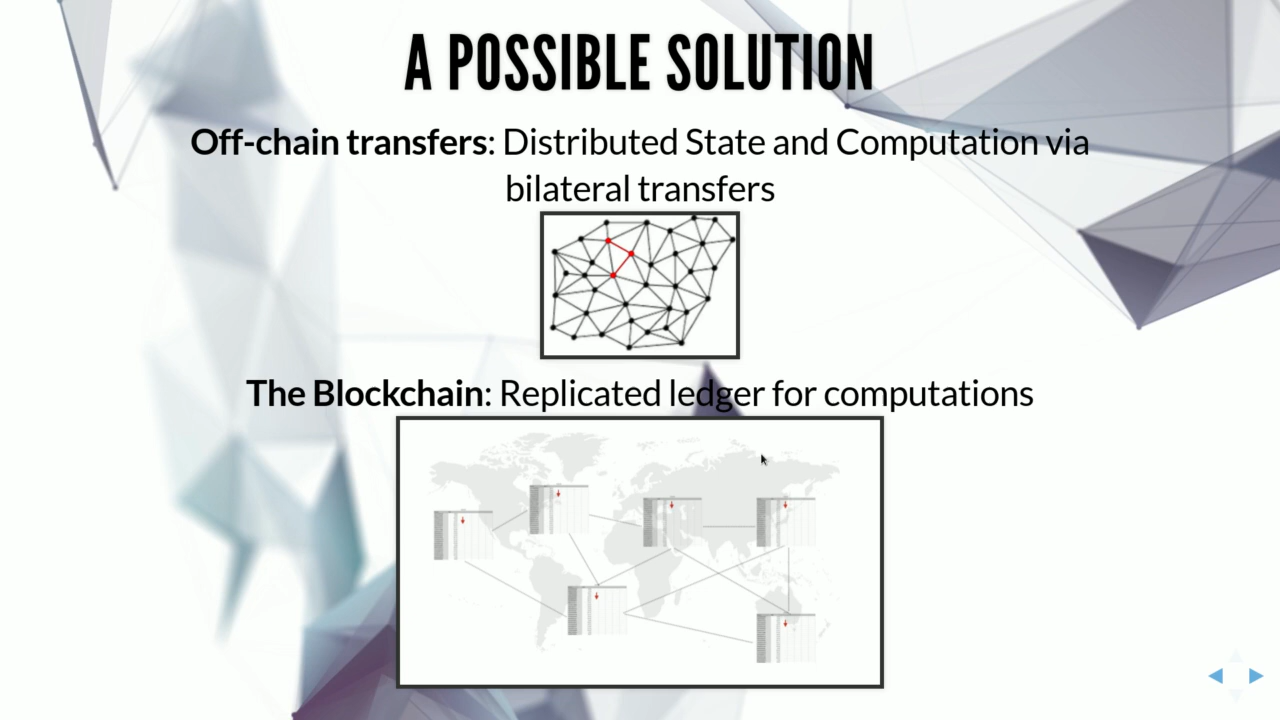 A POSSIBLE SOLUTION
Off-chain transfers: Distributed State and Computation via
bilateral transfers
The Blockchain: Replicated ledger for computations